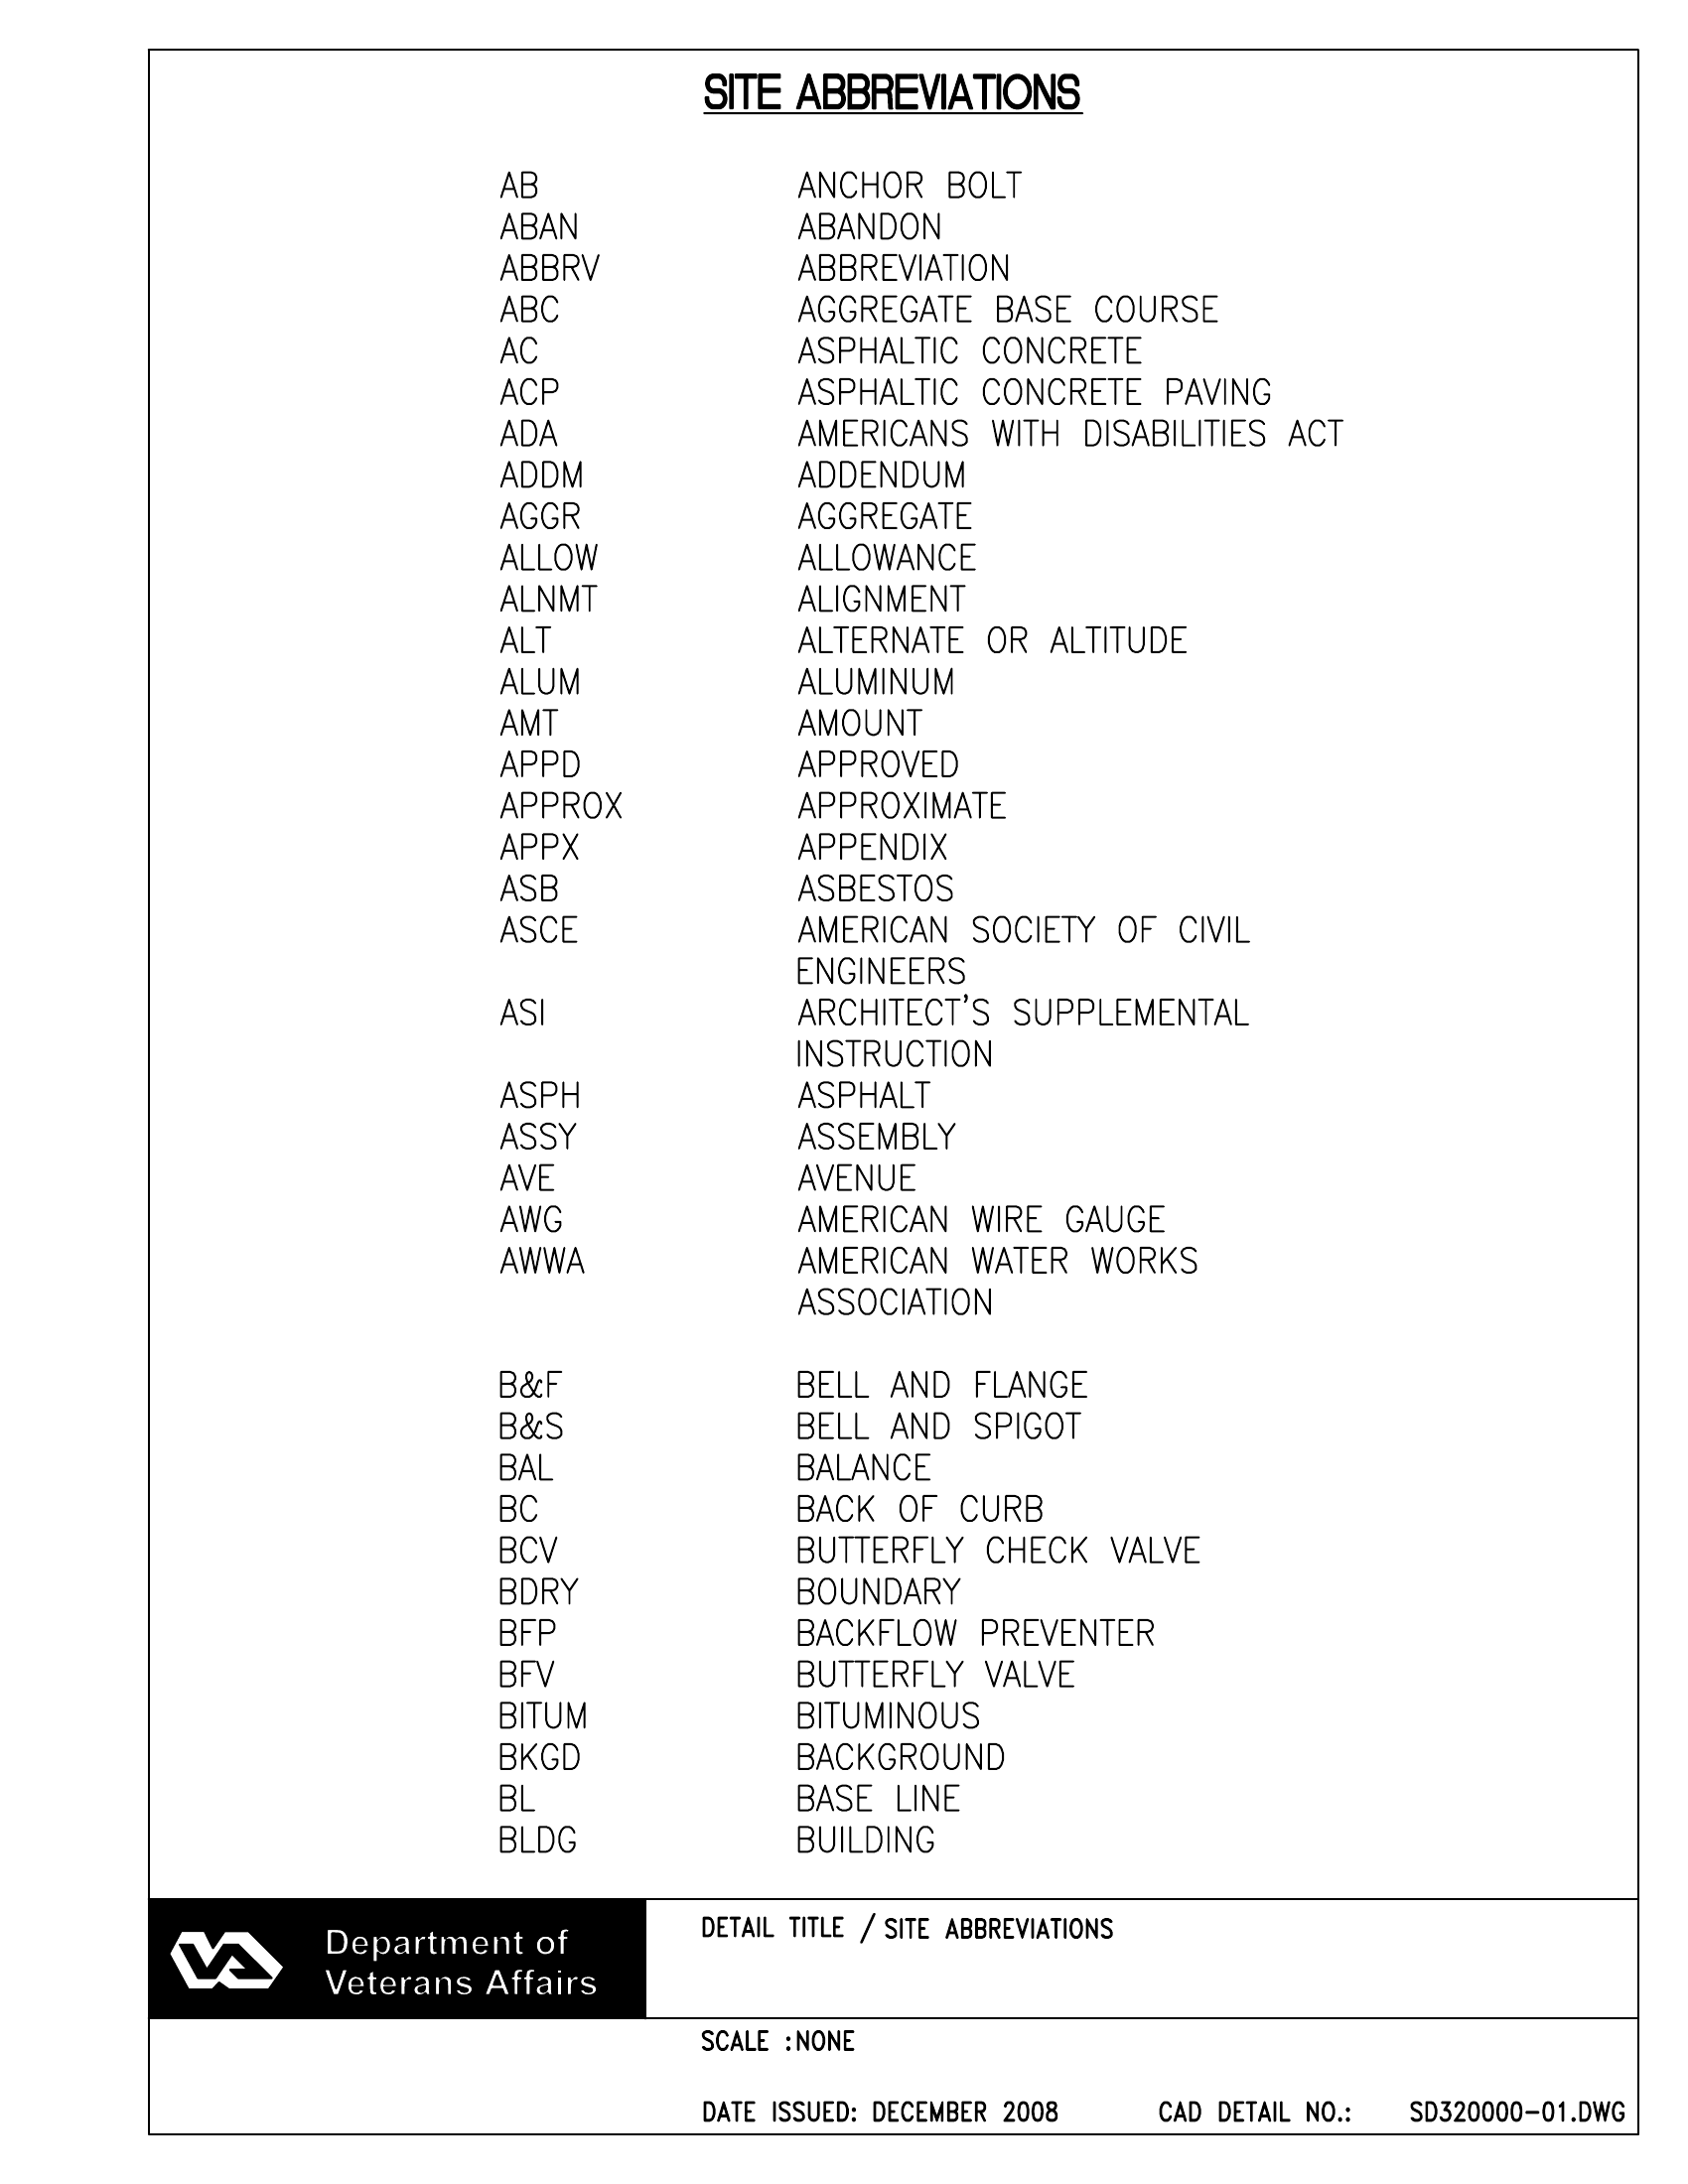 SITE ABBREVIATIONS
AB ANCHOR BOLT
ABAN ABANDON
ABBRV ABBREVIATION
ABC AGGREGATE BASE COURSE
AC ASPHALTIC CONCRETE
ACP ASPHALTIC CONCRETE PAVING
ADA AMERICANS WITH DISABILITIES ACT
ADDM ADDENDUM
AGGR AGGREGATE
ALLOW ALLOWANCE
ALNMT ALIGNMENT
ALT ALTERNATE OR ALTITUDE
ALUM ALUMINUM
AMT AMOUNT
APPD APPROVED
APPROX APPROXIMATE
APPX APPENDIX
ASB ASBESTOS
ASCE AMERICAN SOCIETY OF CIVIL
ENGINEERS
ASI ARCHITECT'S SUPPLEMENTAL
INSTRUCTION
ASPH ASPHALT
ASSY ASSEMBLY
AVE AVENUE
AWG AMERICAN WIRE GAUGE
AWWA AMERICAN WATER WORKS
ASSOCIATION
B&F BELL AND FLANGE
B&S BELL AND SPIGOT
BAL BALANCE
BC BACK OF CURB
BCV BUTTERFLY CHECK VALVE
BDRY BOUNDARY
BFP BACKFLOW PREVENTER
BFV BUTTERFLY VALVE
BITUM BITUMINOUS
BKGD BACKGROUND
BL BASE LINE
BLDG BUILDING
VA Department of
Veterans Affairs
DETAIL TITLE / SITE ABBREVIATIONS
SCALE :NONE
DATE ISSUED: DECEMBER 2008 CAD DETAIL NO.: SD320000-01.DWG